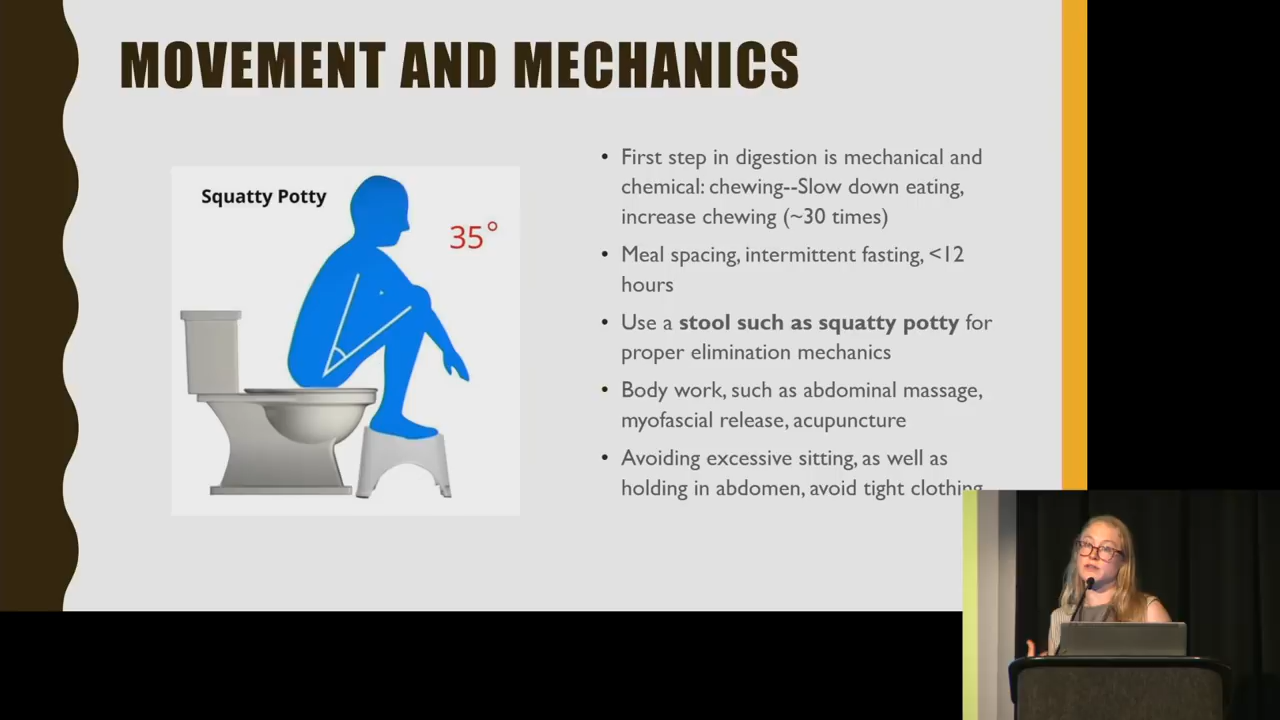 MOVEMENT AND MECHANICS
Squatty Potty
35°
• First step in digestion is mechanical and
chemical: chewing--Slow down eating,
increase chewing (~30 times)
• Meal spacing, intermittent fasting, <12
hours
• Use a stool such as squatty potty for
proper elimination mechanics
• Body work, such as abdominal massage,
myofascial release, acupuncture
• Avoiding excessive sitting, as well as
holding in abdomen, avoid tight clothing